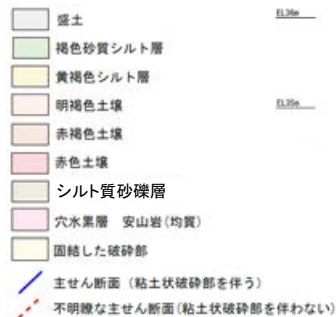 盛土
EL36m
褐色砂質シルト層
黄褐色シルト層
明褐色土壌
EL35m
赤褐色土壌
赤色土壌
シルト質砂礫層
穴水累層 安山岩(均質)
固結した破砕部
主せん断面（粘土状破砕部を伴う）
不明瞭な主せん断面(粘土状破砕部を伴わない)